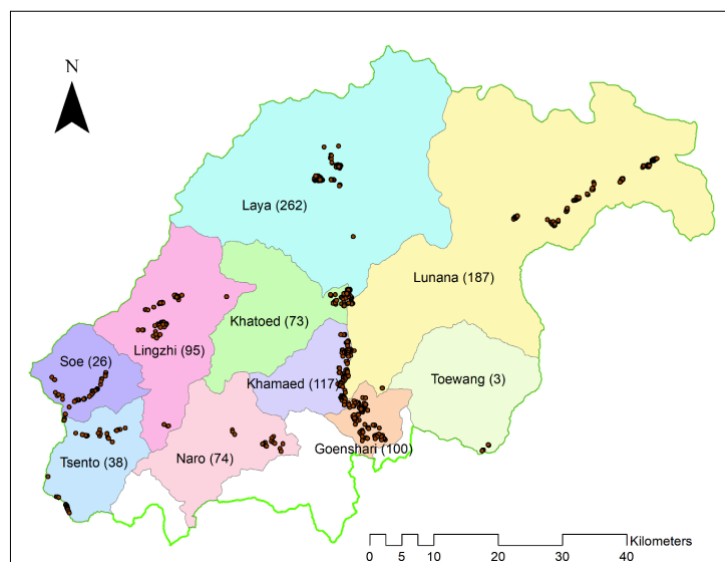 N
Laya (262)
Lunana (187)
Khatoed (73)
Lingzhi (95)
Soe (26)
Khamaed (117)
Toewang (3)
Goenshari (100)
Naro (74)
Tsento (38)
Kilometers
0 5 10 20 30 40